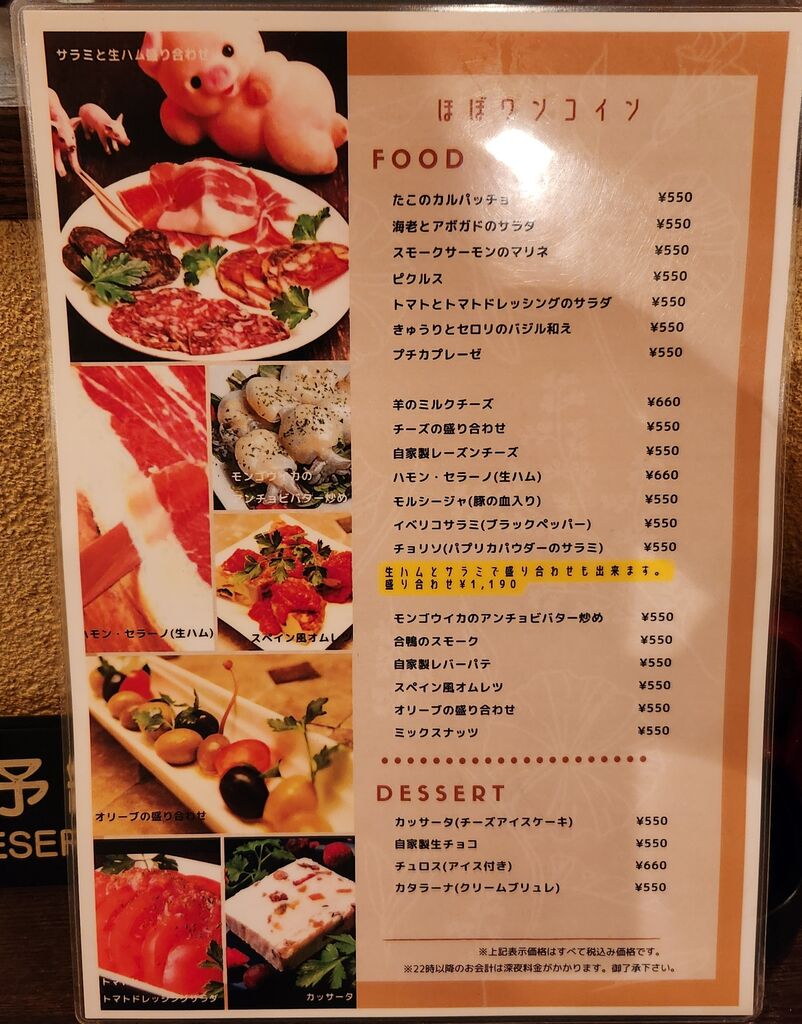 サラミと生ハム盛り合わせ
ほぼワンコイン
FOOD
たこのカルパッチョ ¥550
海老とアボガドのサラダ ¥550
スモークサーモンのマリネ ¥550
ピクルス ¥550
トマトとトマトドレッシングのサラダ ¥550
きゅうりとセロリのバジル和え ¥550
プチカプレーゼ ¥550
羊のミルクチーズ ¥660
チーズの盛り合わせ ¥550
自家製レーズンチーズ ¥550
ハモン・セラーノ(生ハム) ¥660
モルシージャ(豚の血入り) ¥550
イベリコサラミ(ブラックペッパー) ¥550
チョリソ(パプリカパウダーのサラミ) ¥550
生ハムとサラミで盛り合わせも出来ます。
盛り合わせ¥1,190
モンゴウイカのアンチョビバター炒め ¥550
合鴨のスモーク ¥550
自家製レバーパテ ¥550
スペイン風オムレツ ¥550
オリーブの盛り合わせ ¥550
ミックスナッツ ¥550
DESSERT
カッサータ(チーズアイスケーキ) ¥550
自家製生チョコ ¥550
チュロス(アイス付き) ¥660
カタラーナ(クリームブリュレ) ¥550
※上記表示価格はすべて税込み価格です。
※22時以降のお会計は深夜料金がかかります。御了承下さい。
モンゴウイカの
アンチョビバター炒め
ハモン・セラーノ(生ハム)
スペイン風オムレツ
オリーブの盛り合わせ
トマトドレッシングサラダ
カッサータ
予
ESER